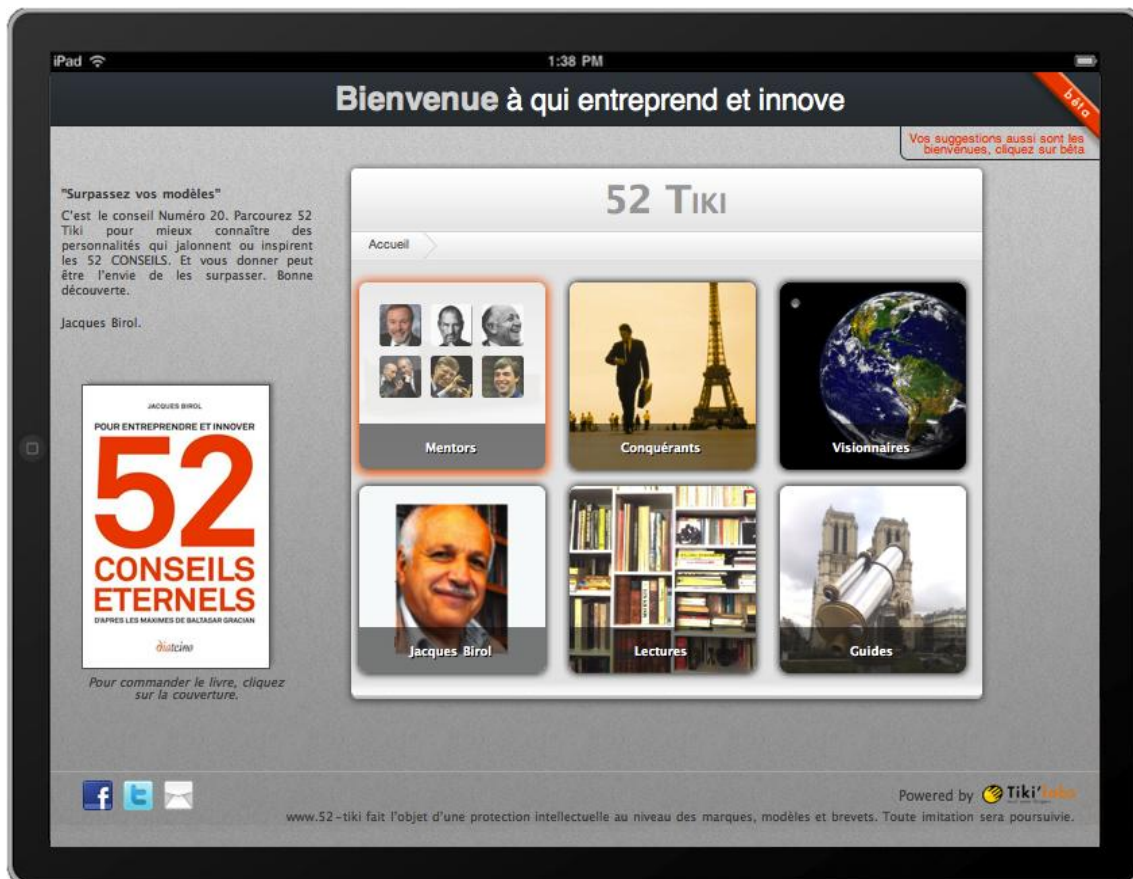 iPad
1:38 PM
Bienvenue à qui entreprend et innove
bêta
Vos suggestions aussi sont les
bienvenues, cliquez sur bêta
"Surpassez vos modèles"
C'est le conseil Numéro 20. Parcourez 52
Tiki pour mieux connaître des
personnalités qui jalonnent ou inspirent
les 52 CONSEILS. Et vous donner peut
être l'envie de les surpasser. Bonne
découverte.
Jacques Birol.
JACQUES BIROL
POUR ENTREPRENDRE ET INNOVER
52
CONSEILS
ETERNELS
D'APRES LES MAXIMES DE BALTASAR GRACIAN
diateino
Pour commander le livre, cliquez
sur la couverture.
52 TIKI
Accueil
Mentors
Conquérants
Visionnaires
Jacques Birol
Lectures
Guides
Powered by Tiki'labs
www.52-tiki fait l'objet d'une protection intellectuelle au niveau des marques, modèles et brevets. Toute imitation sera poursuivie.